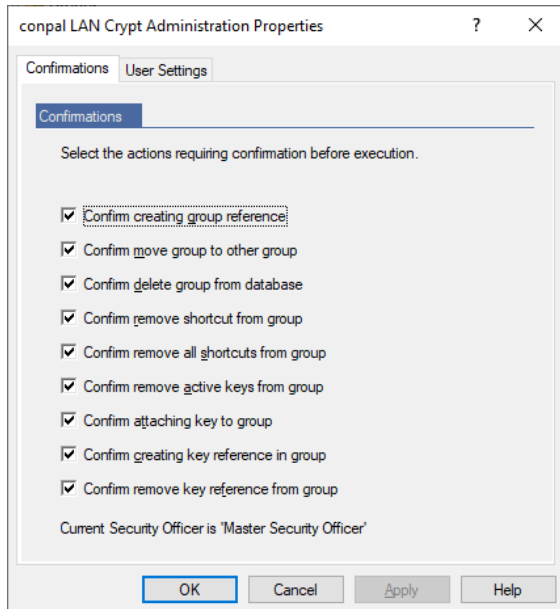 conpal LAN Crypt Administration Properties ?
Confirmations User Settings
Confirmations
Select the actions requiring confirmation before execution.
Confirm creating group reference
Confirm move group to other group
Confirm delete group from database
Confirm remove shortcut from group
Confirm remove all shortcuts from group
Confirm remove active keys from group
Confirm attaching key to group
Confirm creating key reference in group
Confirm remove key reference from group
Current Security Officer is 'Master Security Officer'
OK Cancel Apply Help